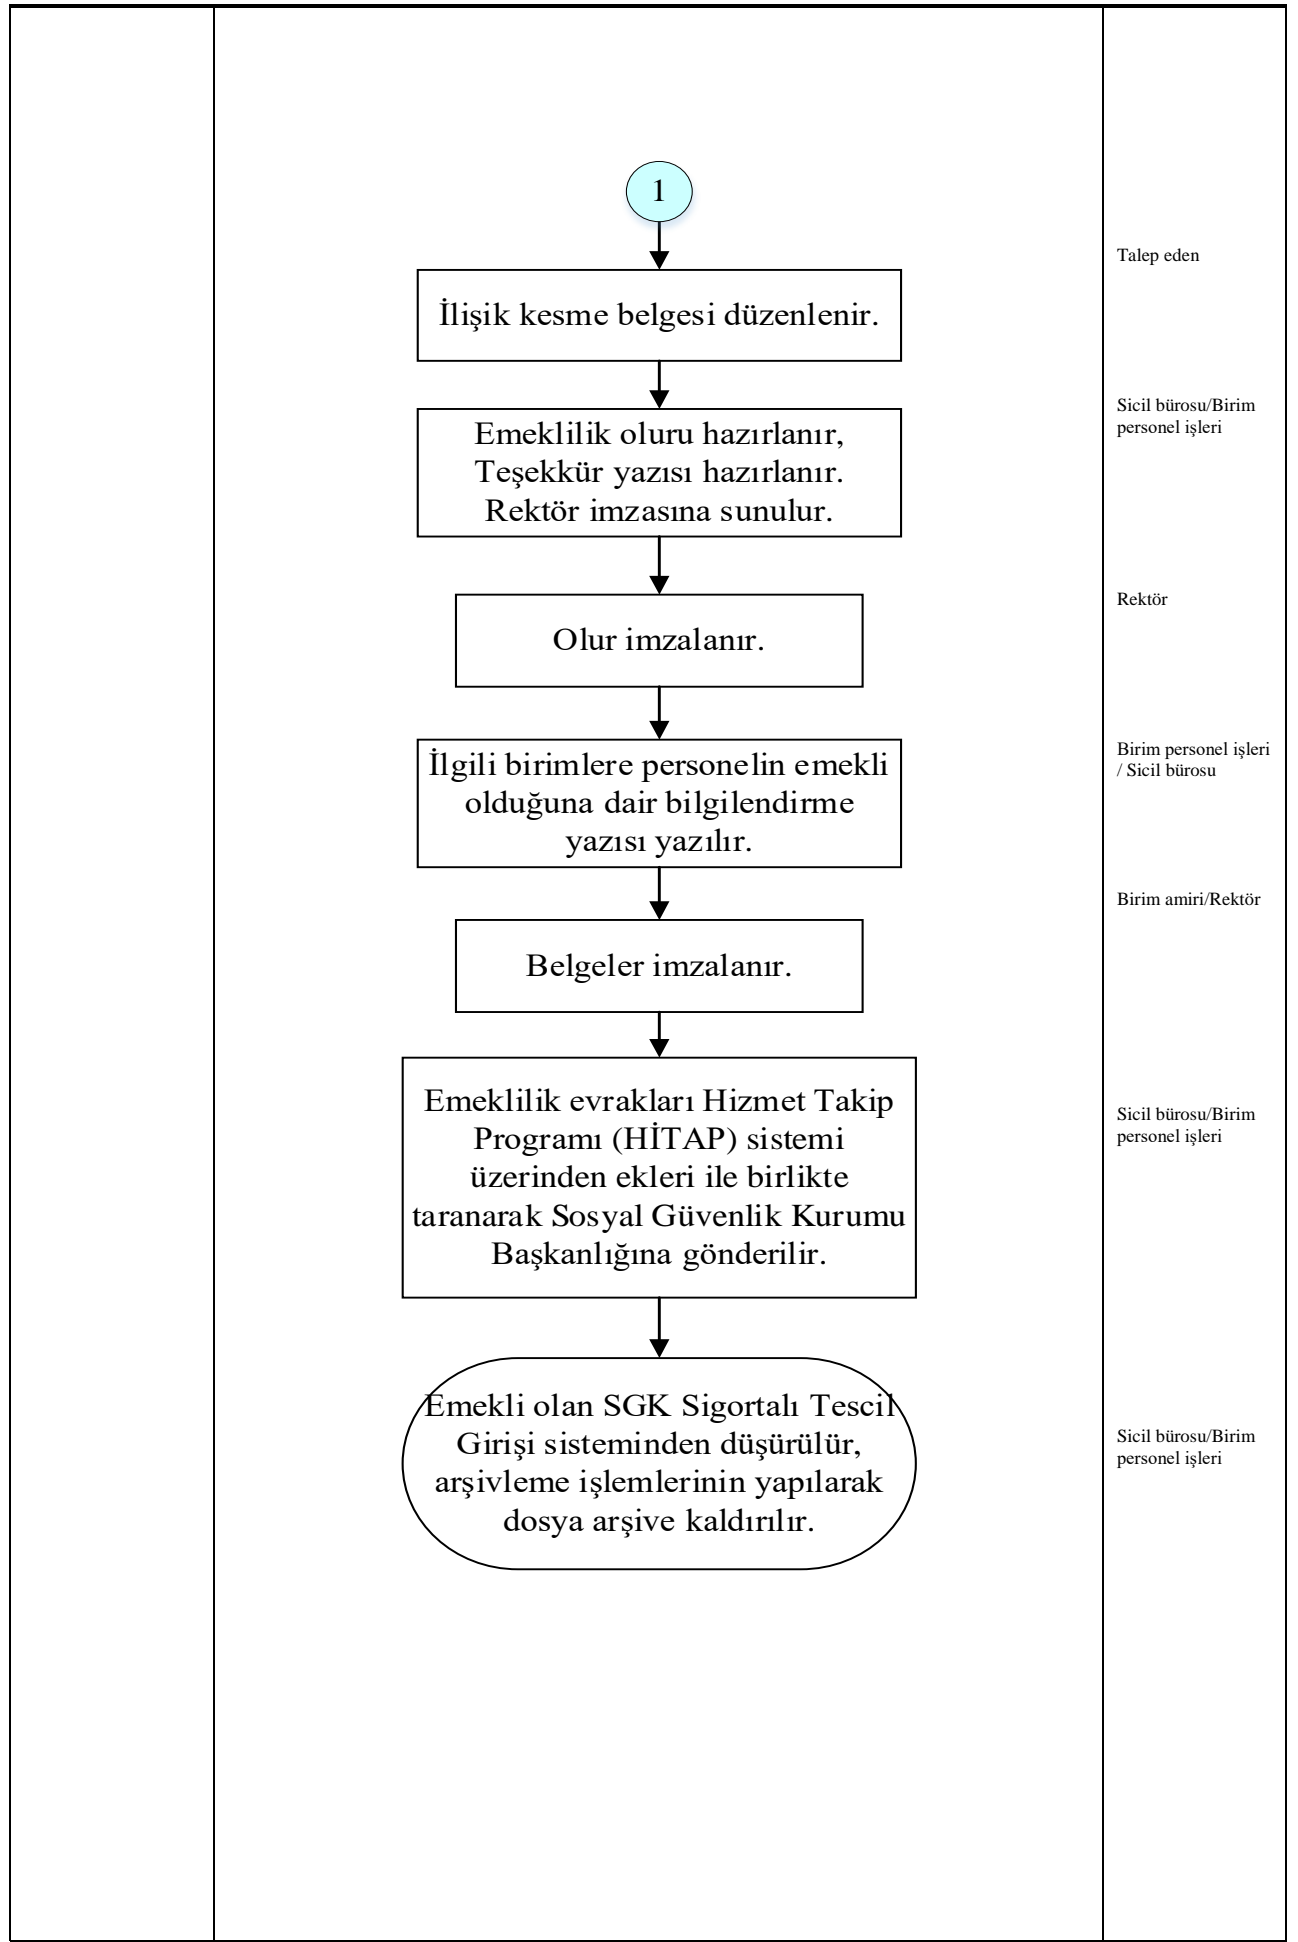 1
Talep eden
İlişik kesme belgesi düzenlenir.
Sicil bürosu/Birim
personel işleri
Emeklilik oluru hazırlanır,
Teşekkür yazısı hazırlanır.
Rektör imzasına sunulur.
Rektör
Olur imzalanır.
Birim personel işleri
/ Sicil bürosu
İlgili birimlere personelin emekli
olduğuna dair bilgilendirme
yazısı yazılır.
Birim amiri/Rektör
Belgeler imzalanır.
Sicil bürosu/Birim
personel işleri
Emeklilik evrakları Hizmet Takip
Programı (HİTAP) sistemi
üzerinden ekleri ile birlikte
taranarak Sosyal Güvenlik Kurumu
Başkanlığına gönderilir.
Sicil bürosu/Birim
personel işleri
Emekli olan SGK Sigortalı Tescil
Girişi sisteminden düşürülür,
arşivleme işlemlerinin yapılarak
dosya arşive kaldırılır.